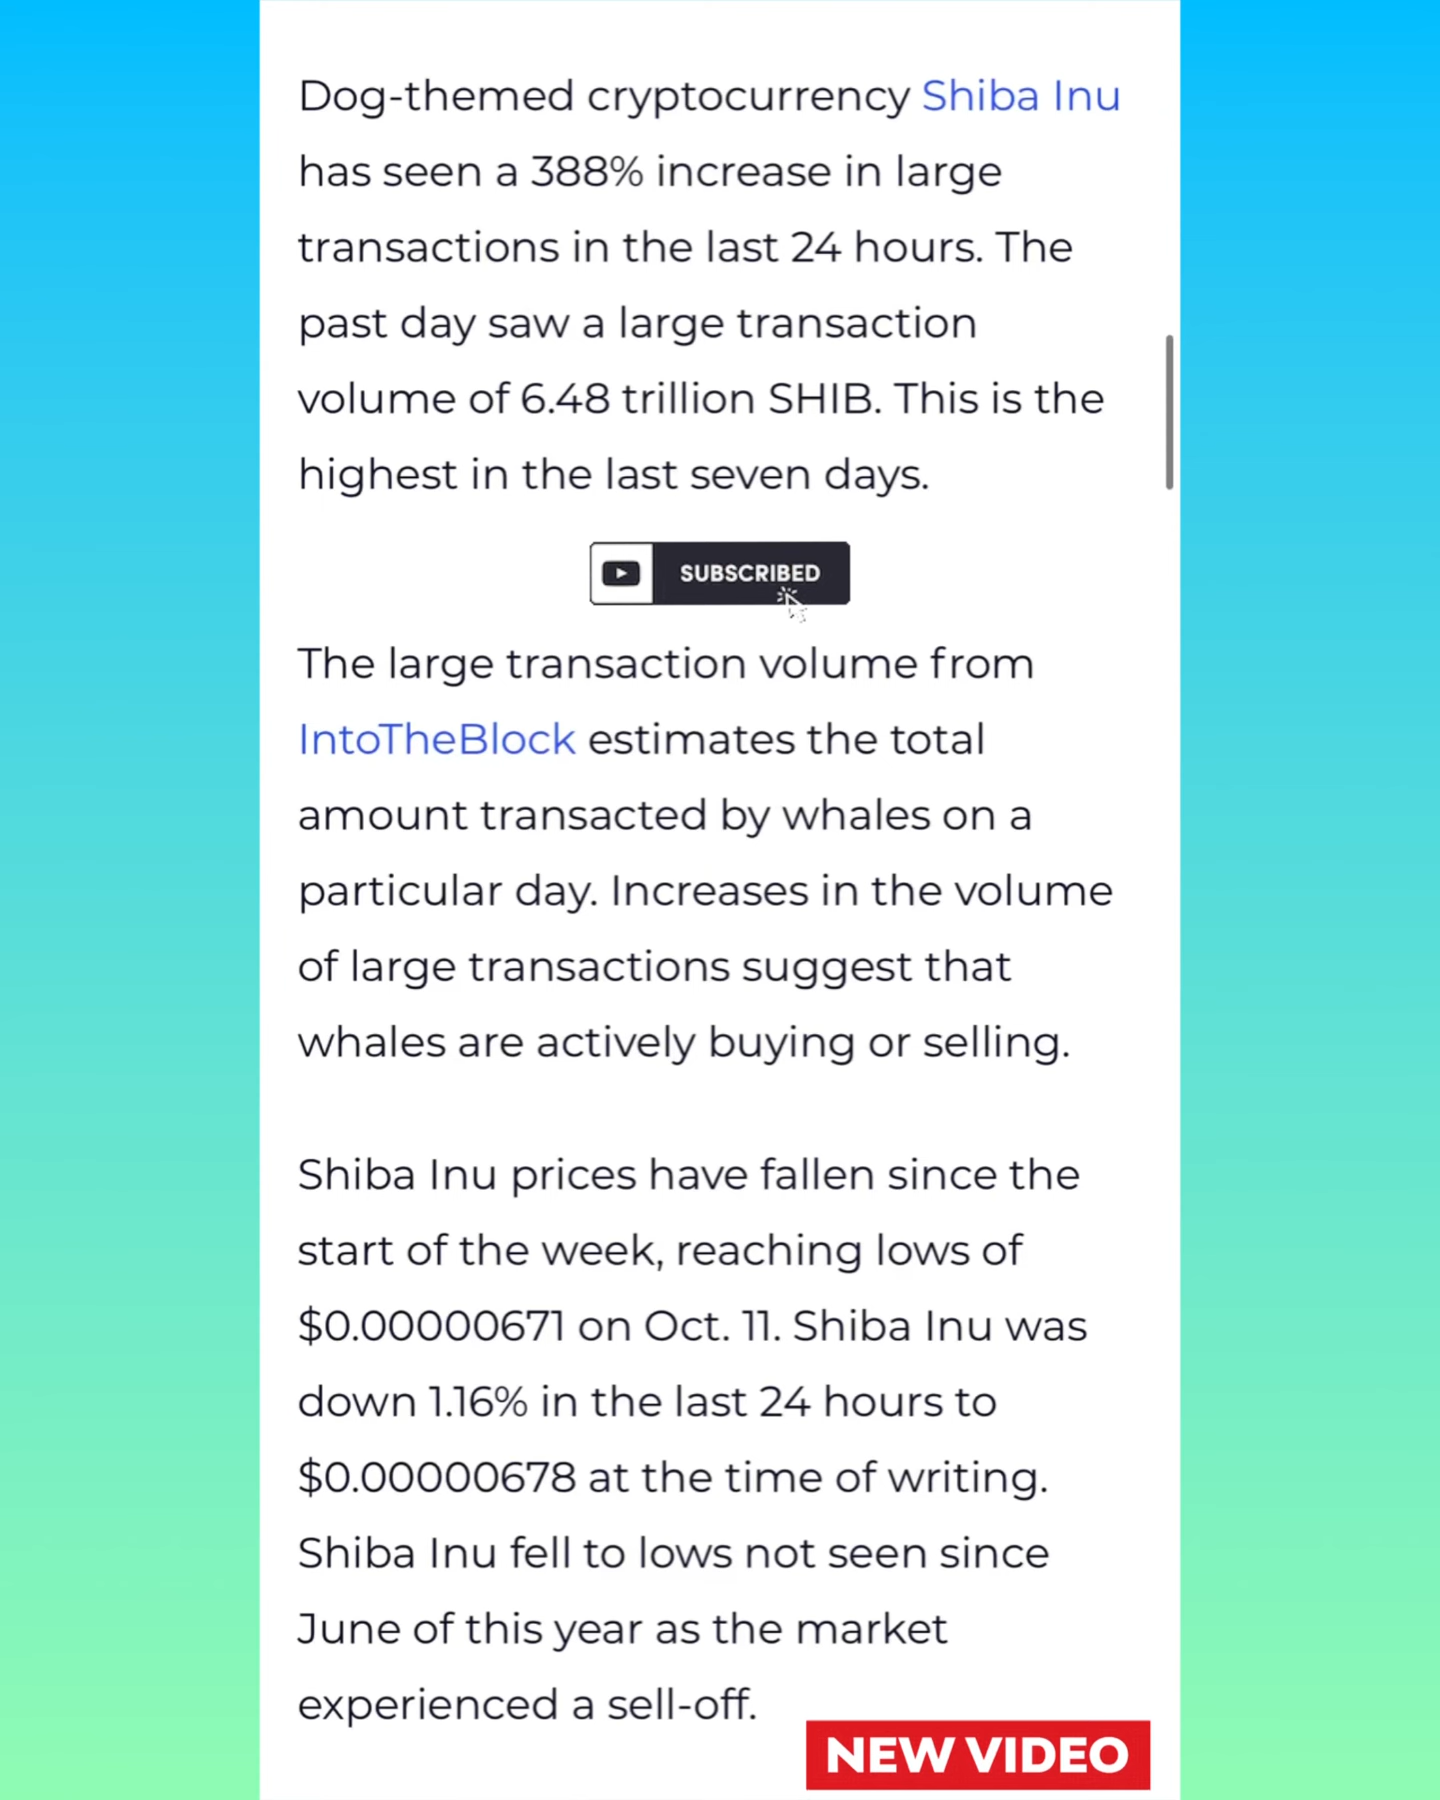 Dog-themed cryptocurrency Shiba Inu
has seen a 388% increase in large
transactions in the last 24 hours. The
past day saw a large transaction
volume of 6.48 trillion SHIB. This is the
highest in the last seven days.
SUBSCRIBED
The large transaction volume from
IntoTheBlock estimates the total
amount transacted by whales on a
particular day. Increases in the volume
of large transactions suggest that
whales are actively buying or selling.
Shiba Inu prices have fallen since the
start of the week, reaching lows of
$0.00000671 on Oct. 11. Shiba Inu was
down 1.16% in the last 24 hours to
$0.00000678 at the time of writing.
Shiba Inu fell to lows not seen since
June of this year as the market
experienced a sell-off.
NEW VIDEO